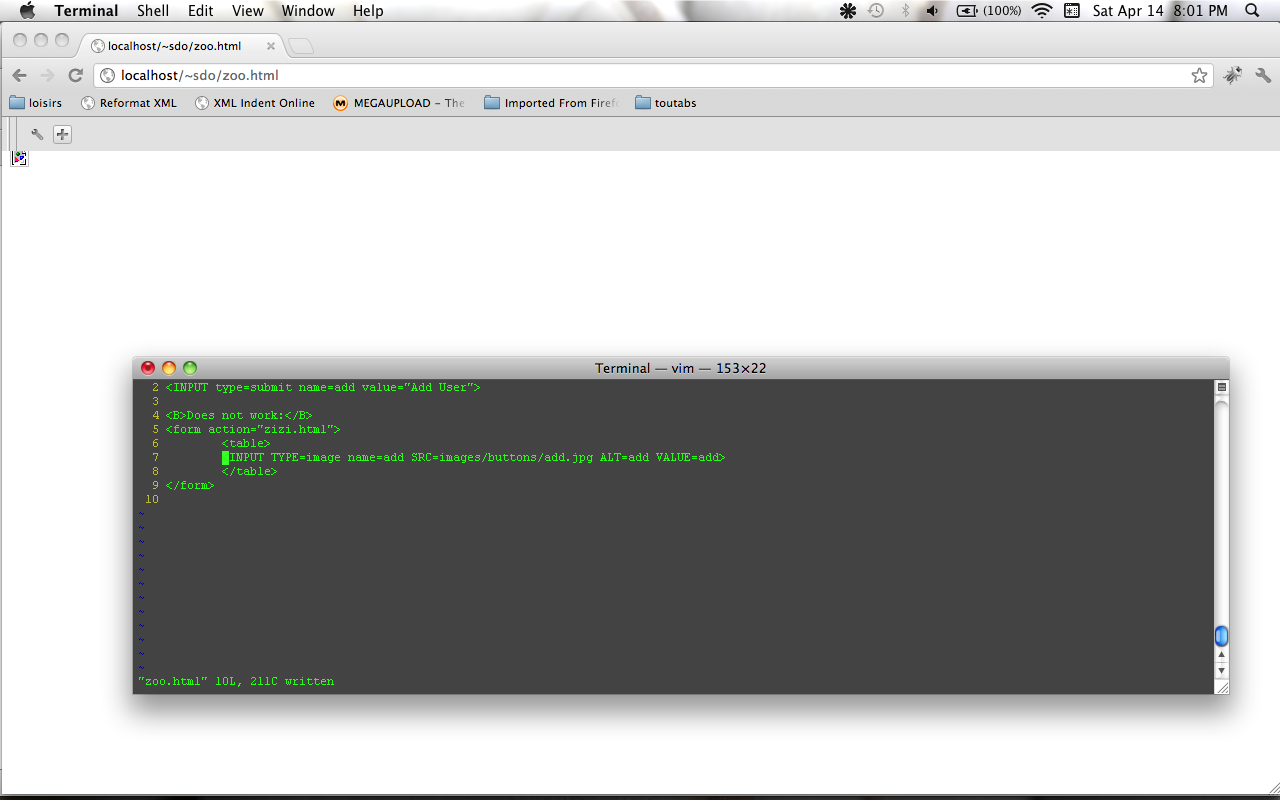 Terminal Shell Edit View Window Help (100%) Sat Apr 14 8:01 PM
localhost/~sdo/zoo.html
localhost/~sdo/zoo.html
loisirs Reformat XML XML Indent Online MEGAUPLOAD – The Imported From Firef toutabs
Terminal — vim — 153×22
2 <INPUT type=submit name=add value="Add User">
3
4 <B>Does not work:</B>
5 <form action="zizi.html">
6 <table>
7 INPUT TYPE=image name=add SRC=images/buttons/add.jpg ALT=add VALUE=add>
8 </table>
9 </form>
10
~
~
~
~
~
~
~
~
~
~
~
~
"zoo.html" 10L, 211C written